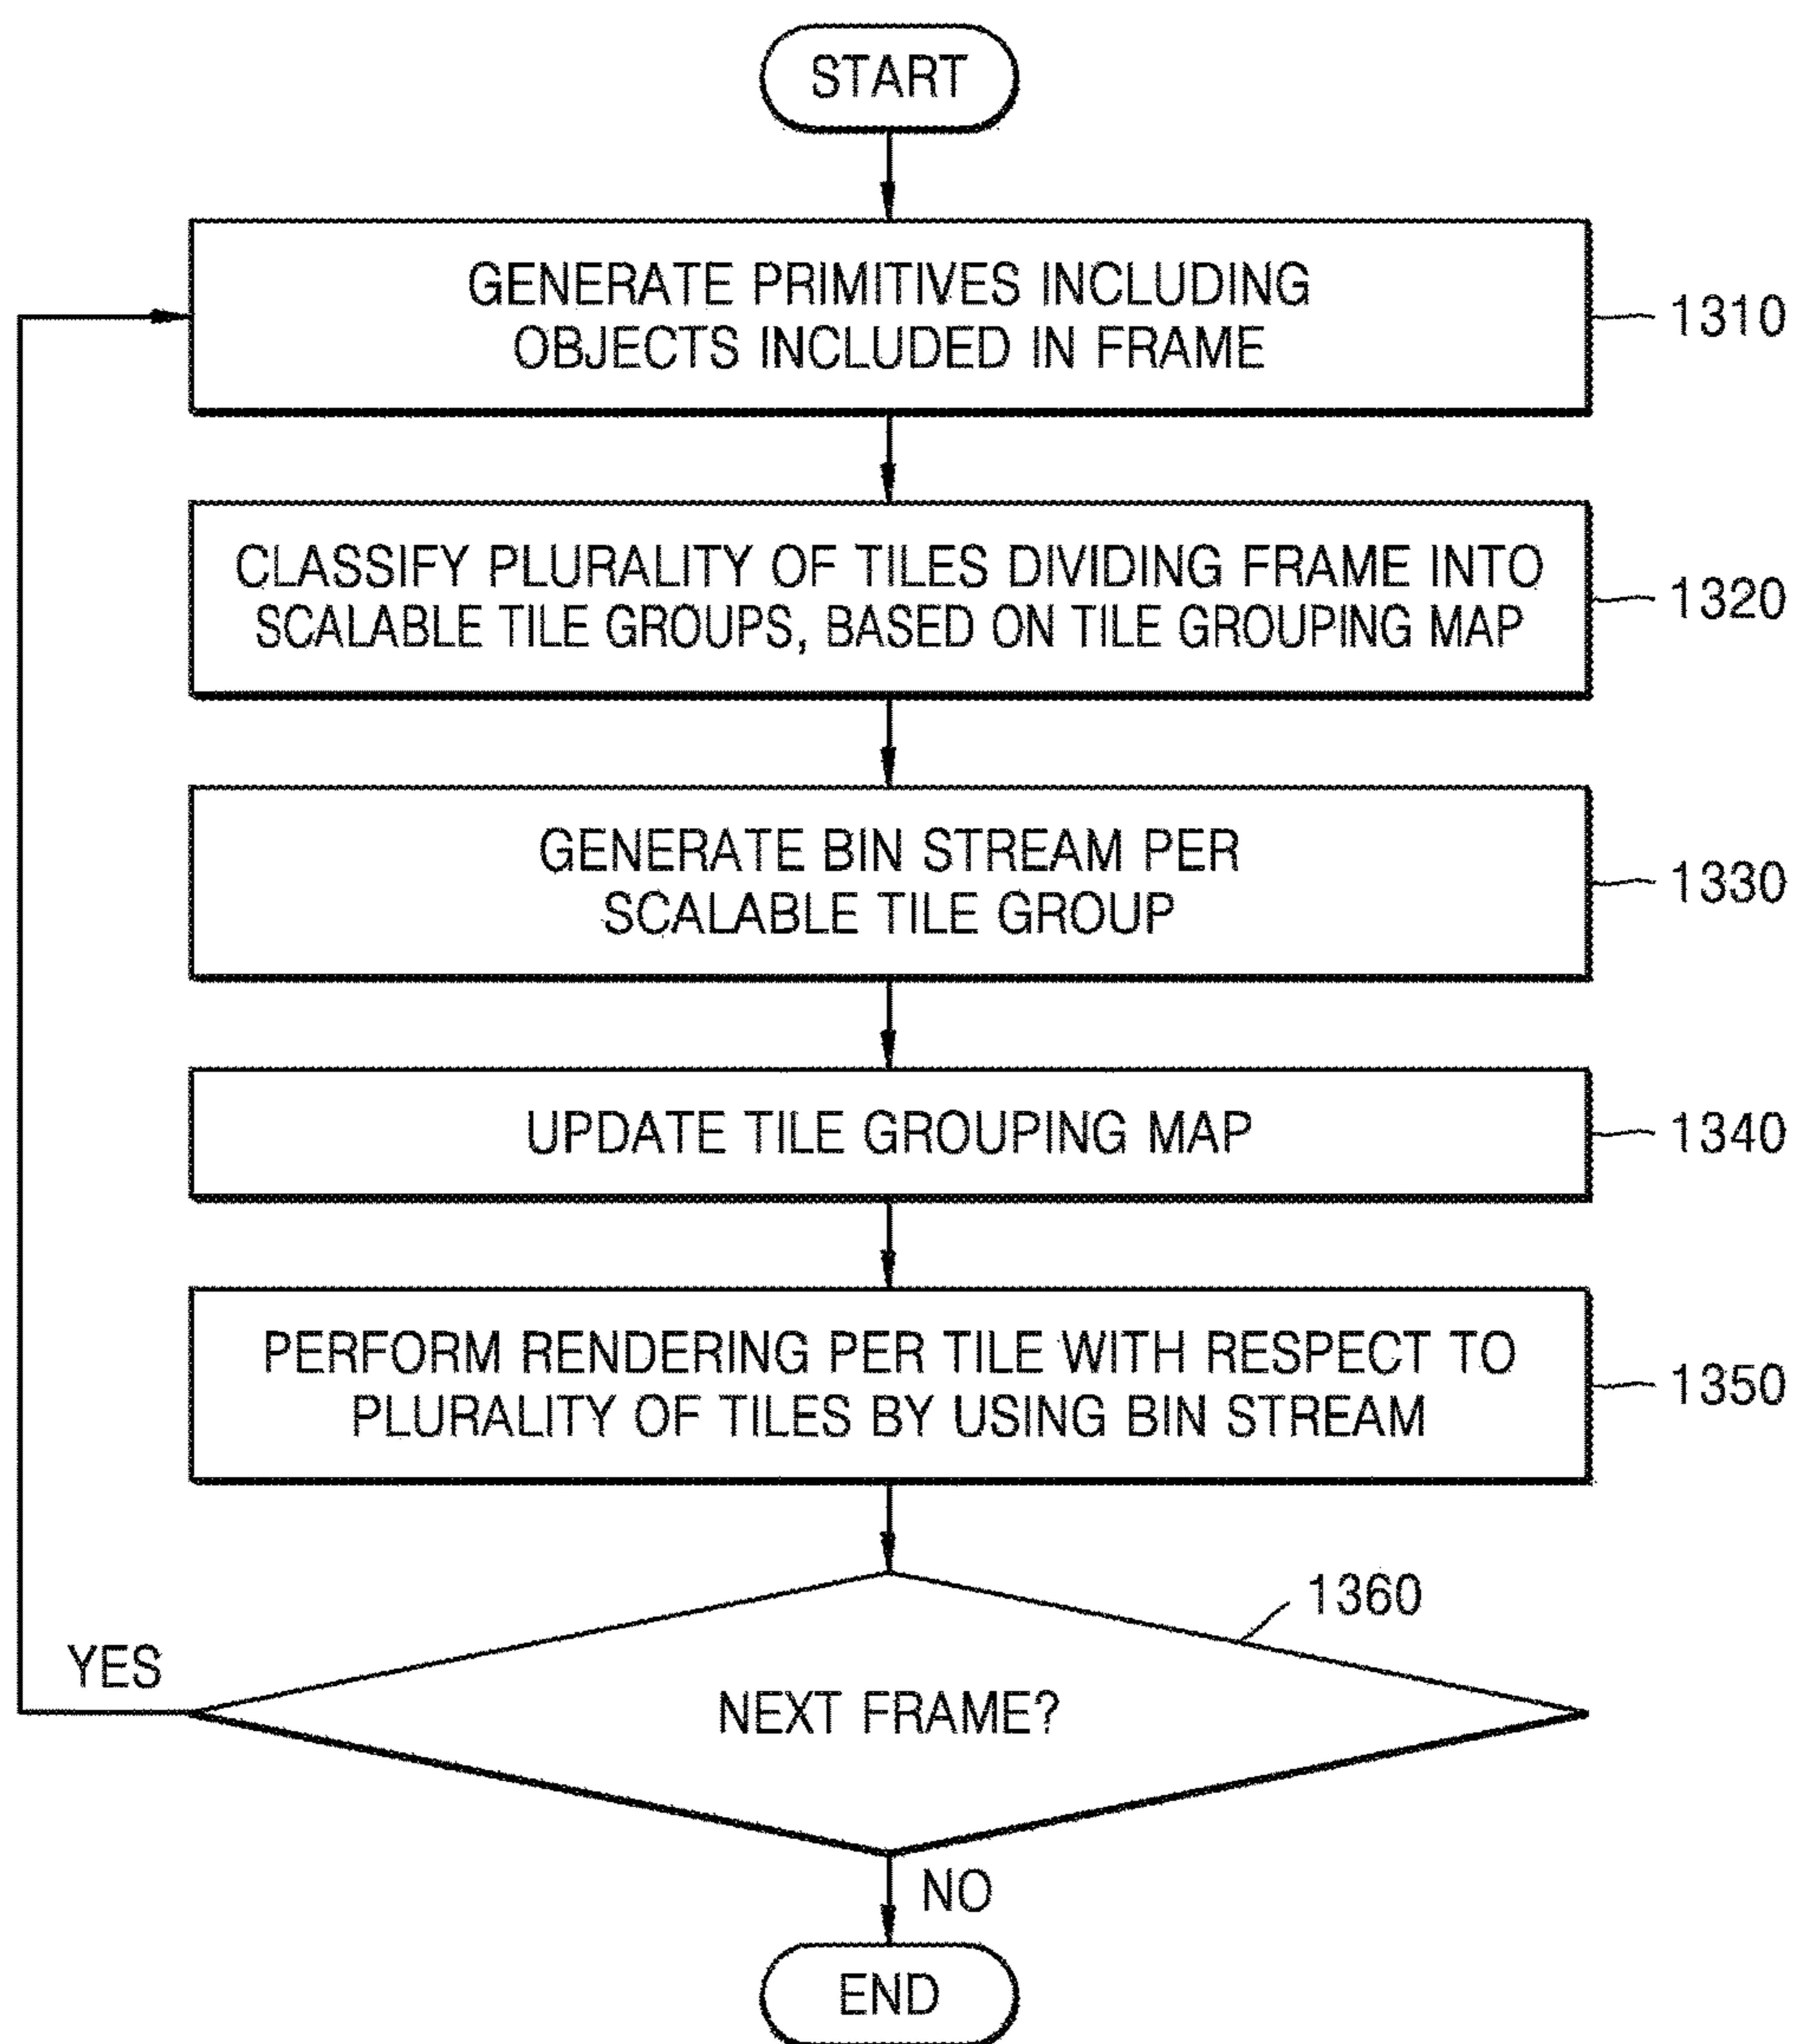 START
GENERATE PRIMITIVES INCLUDING
OBJECTS INCLUDED IN FRAME
1310
CLASSIFY PLURALITY OF TILES DIVIDING FRAME INTO
SCALABLE TILE GROUPS, BASED ON TILE GROUPING MAP
1320
GENERATE BIN STREAM PER
SCALABLE TILE GROUP
1330
UPDATE TILE GROUPING MAP
1340
PERFORM RENDERING PER TILE WITH RESPECT TO
PLURALITY OF TILES BY USING BIN STREAM
1350
1360
YES
NEXT FRAME?
NO
END